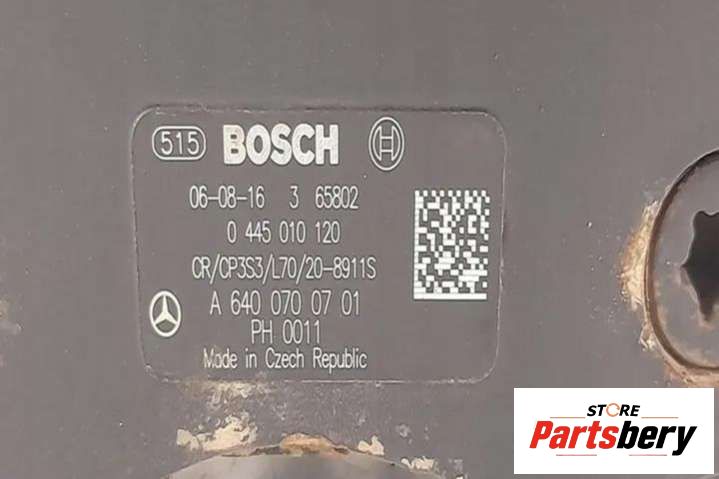 515 BOSCH
06-08-16 3 65802
0 445 010 120
CR/CP3S3/L70/20-8911S
A 640 070 07 01
PH 0011
Made in Czech Republic
STORE
Partsbery